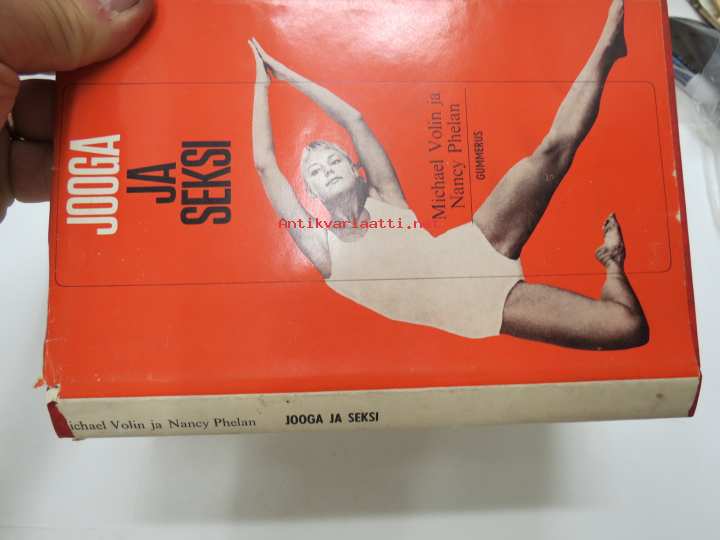 JOOGA
JA
SEKSI
Michael Volin ja
Nancy Phelan
GUMMERUS
Antikvariaatti.net
ichael Volin ja Nancy Phelan JOOGA JA SEKSI